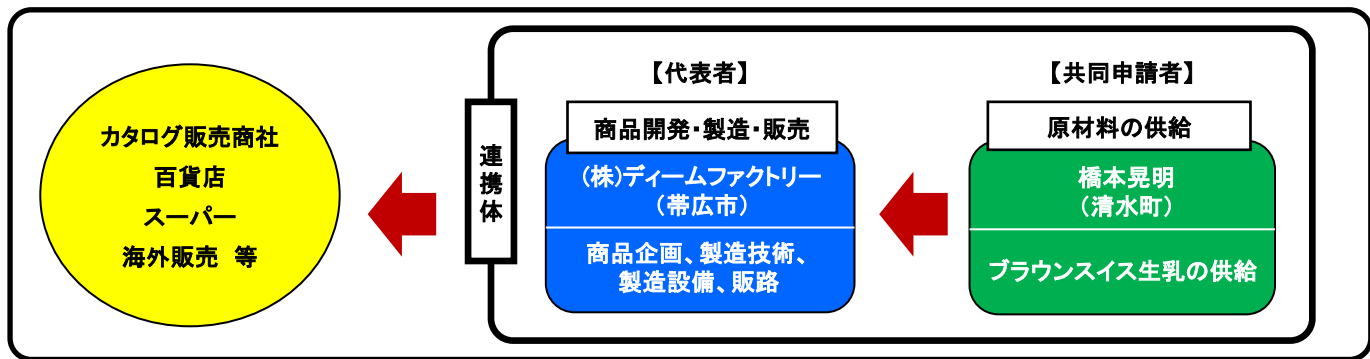 カタログ販売商社
百貨店
スーパー
海外販売　等
連携体
【代表者】
商品開発・製造・販売
(株)ディームファクトリー
(帯広市)
商品企画、製造技術、
製造設備、販路
【共同申請者】
原材料の供給
橋本晃明
(清水町)
ブラウンスイス生乳の供給